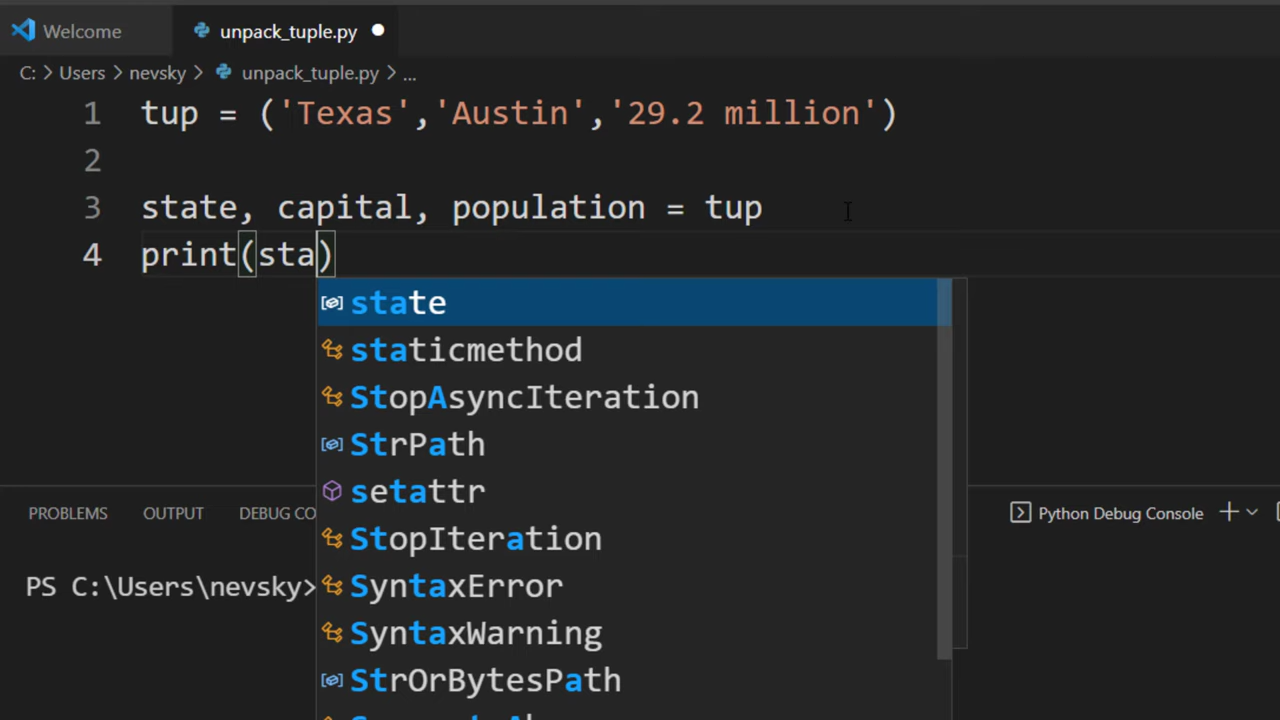 Welcome unpack_tuple.py
C: > Users > nevsky > unpack_tuple.py > ...
1 tup = ('Texas','Austin','29.2 million')
2
3 state, capital, population = tup
4 print(sta)
state
staticmethod
StopAsyncIteration
StrPath
setattr
StopIteration
SyntaxError
SyntaxWarning
StrOrBytesPath
PROBLEMS OUTPUT DEBUG CO Python Debug Console
PS C:\Users\nevsky>